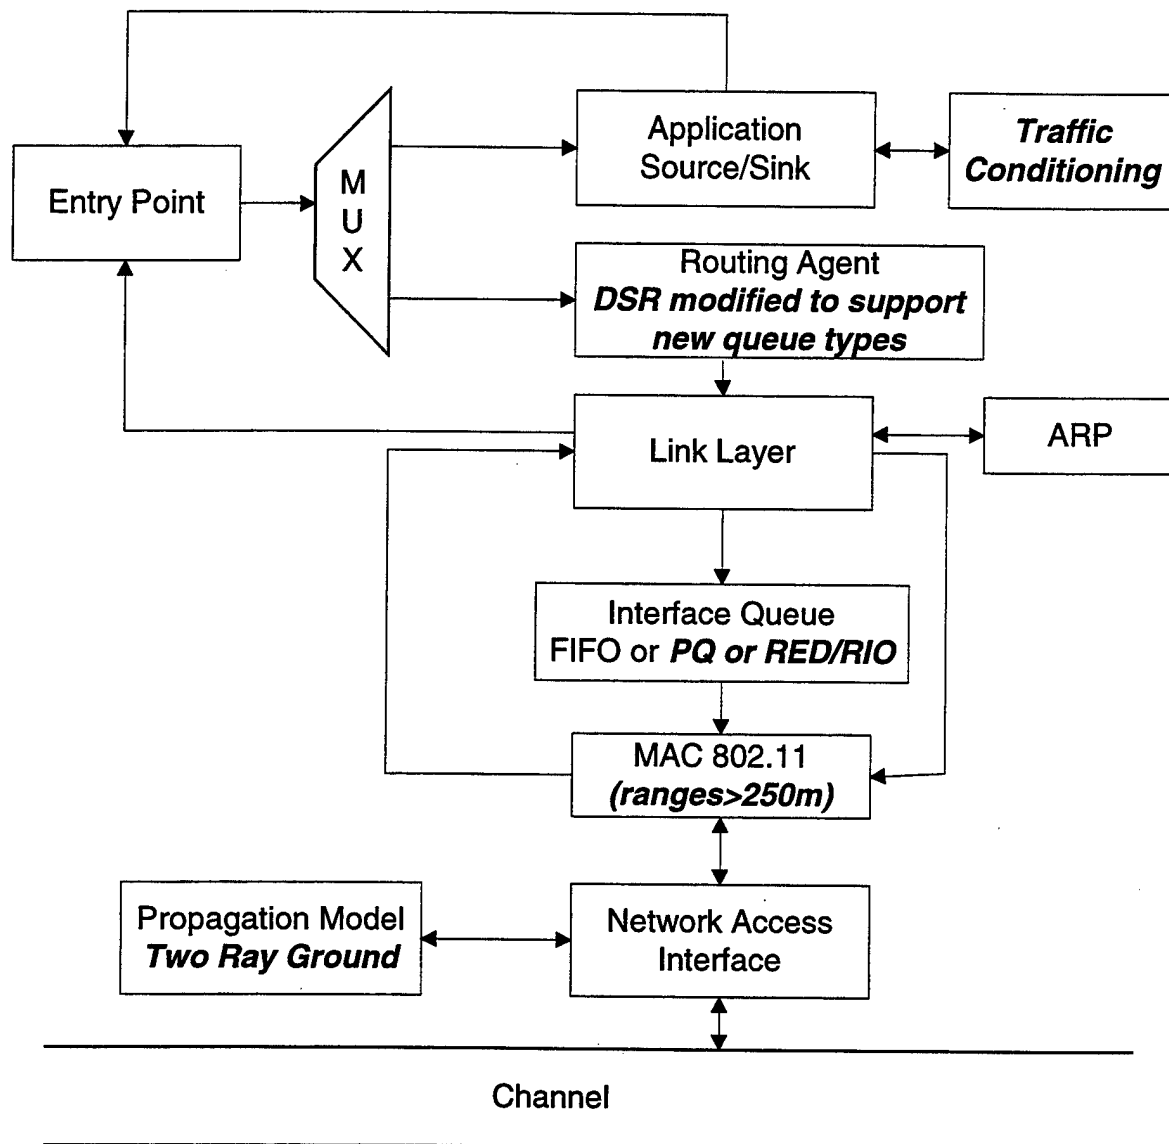 Application
Source/Sink
Traffic
Conditioning
Entry Point
M
U
X
Routing Agent
DSR modified to support
new queue types
Link Layer
ARP
Interface Queue
FIFO or PQ or RED/RIO
MAC 802.11
(ranges>250m)
Propagation Model
Two Ray Ground
Network Access
Interface
Channel